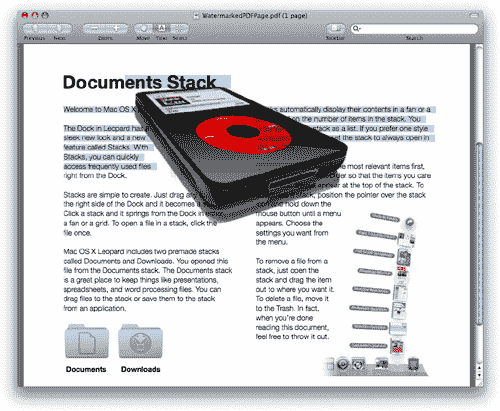 WatermarkedPDFPage.pdf (1 page)
Previous Next Zoom Move Text Select Sidebar Search
Documents Stack
Welcome to Mac OS X
The Dock in Leopard has
sleek new look and a new
feature called Stacks. With
Stacks, you can quickly
access frequently used files
right from the Dock.
Stacks are simple to create. Just drag
the right side of the Dock and it becomes a
Click a stack and it springs from the Dock in
a fan or a grid. To open a file in a stack, click the
file once.
Mac OS X Leopard includes two premade stacks
called Documents and Downloads. You opened this
file from the Documents stack. The Documents stack
is a great place to keep things like presentations,
spreadsheets, and word processing files. You can
drag files to the stack or save them to the stack
from an application.
Documents Downloads
automatically display their contents in a fan or a
on the number of items in the stack. You
stack as a list. If you prefer one style
set the stack to always open in
most relevant items first,
order so that the items you care
appear at the top of the stack. To
stack, position the pointer over the stack
and hold down the
mouse button until a menu
appears. Choose the
settings you want from
the menu.
To remove a file from a
stack, just open the
stack and drag the item
out to where you want it.
To delete a file, move it
to the Trash. In fact,
when you're done
reading this document,
feel free to throw it out.